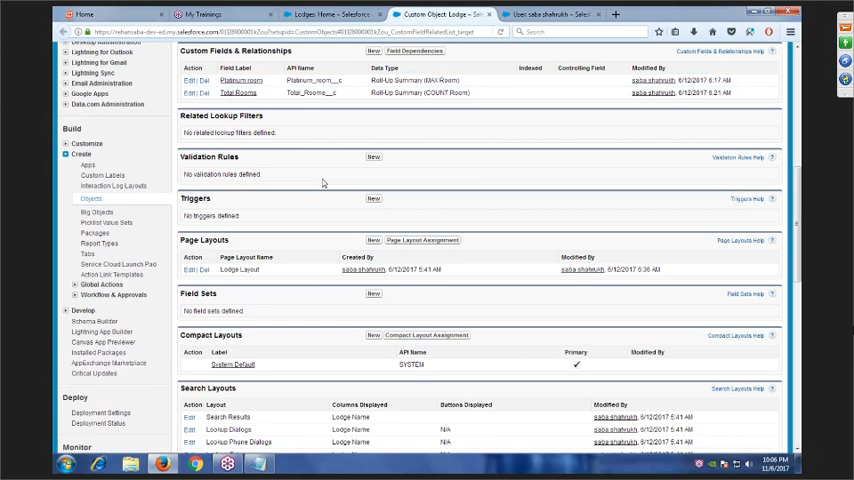 Home
My Trainings
Lodges: Home ~ Salesforce
Custom Object: Lodge ~ Sal
User: saba shahrukh ~ Sales
salesforce.com
Search
Lightning for Outlook
Lightning for Gmail
Lightning Sync
Email Administration
Google Apps
Data.com Administration
Build
Customize
Create
Apps
Custom Labels
Interaction Log Layouts
Objects
Big Objects
Picklist Value Sets
Packages
Report Types
Tabs
Service Cloud Launch Pad
Action Link Templates
Global Actions
Workflow & Approvals
Develop
Schema Builder
Lightning App Builder
Canvas App Previewer
Installed Packages
AppExchange Marketplace
Critical Updates
Deploy
Deployment Settings
Deployment Status
Monitor
Custom Fields & Relationships New Field Dependencies Custom Fields & Relationships Help ?
Action Field Label API Name Data Type Indexed Controlling Field Modified By
Edit | Del Platinum room Platinum_room__c Roll-Up Summary (MAX Room) saba shahrukh, 6/12/2017 6:17 AM
Edit | Del Total Rooms Total_Rooms__c Roll-Up Summary (COUNT Room) saba shahrukh, 6/12/2017 6:21 AM
Related Lookup Filters
No related lookup filters defined.
Validation Rules New Validation Rules Help ?
No validation rules defined.
Triggers New Triggers Help ?
No triggers defined
Page Layouts New Page Layout Assignment Page Layouts Help ?
Action Page Layout Name Created By Modified By
Edit | Del Lodge Layout saba shahrukh, 6/12/2017 5:41 AM saba shahrukh, 6/12/2017 6:36 AM
Field Sets New Field Sets Help ?
No field sets defined.
Compact Layouts New Compact Layout Assignment Compact Layouts Help ?
Action Label API Name Primary Modified By
System Default SYSTEM ✓
Search Layouts Search Layouts Help ?
Action Layout Columns Displayed Buttons Displayed Modified By
Edit Search Results Lodge Name saba shahrukh, 6/12/2017 5:41 AM
Edit Lookup Dialogs Lodge Name N/A saba shahrukh, 6/12/2017 5:41 AM
Edit Lookup Phone Dialogs Lodge Name N/A saba shahrukh, 6/12/2017 5:41 AM
10:06 PM
11/6/2017